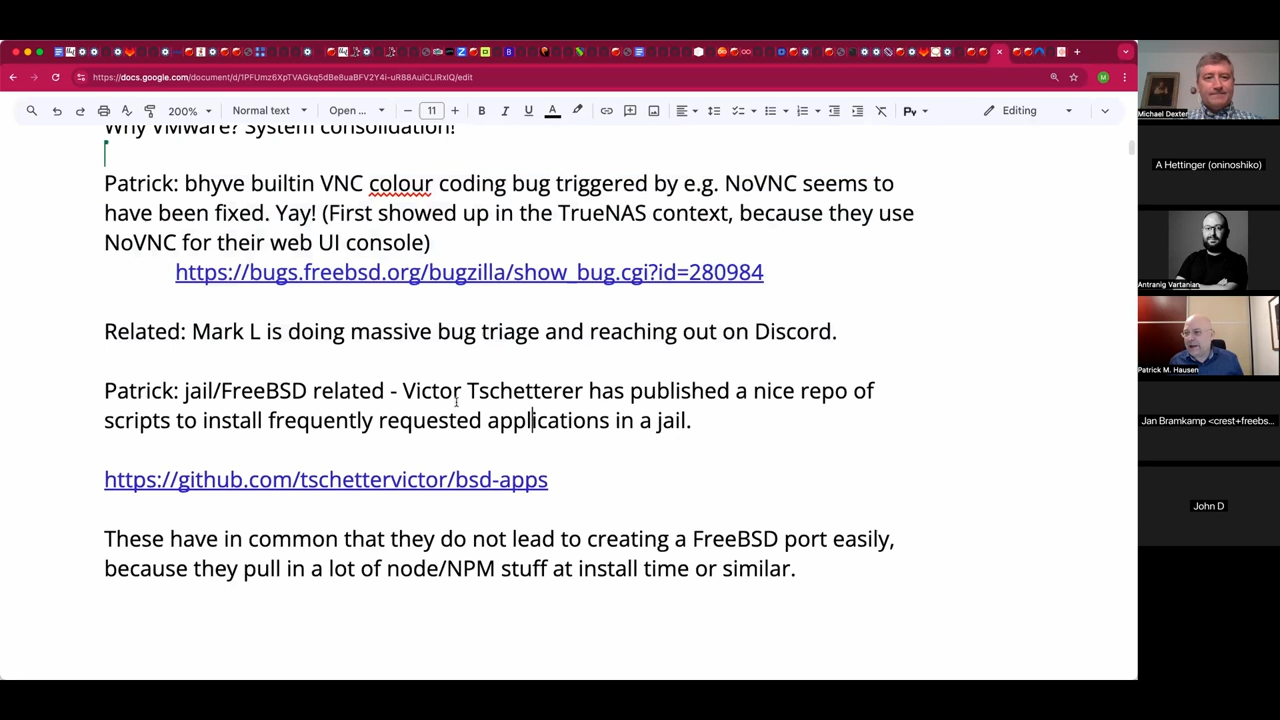 https://docs.google.com/document/d/1PFUmz6XpTVAGkq5dBe8uaBFV2Y4i-uR88AuiCLIRxIQ/edit
M
200%
Normal text
Open ...
11
Editing
Why VMware? System consolidation!
Patrick: bhyve builtin VNC colour coding bug triggered by e.g. NoVNC seems to
have been fixed. Yay! (First showed up in the TrueNAS context, because they use
NoVNC for their web UI console)
https://bugs.freebsd.org/bugzilla/show_bug.cgi?id=280984
Related: Mark L is doing massive bug triage and reaching out on Discord.
Patrick: jail/FreeBSD related - Victor Tschetterer has published a nice repo of
scripts to install frequently requested applications in a jail.
https://github.com/tschettervictor/bsd-apps
These have in common that they do not lead to creating a FreeBSD port easily,
because they pull in a lot of node/NPM stuff at install time or similar.
Michael Dexter
A Hettinger (oninoshiko)
Antranig Vartanian
Patrick M. Hausen
Jan Bramkamp <crest+freebs...
John D